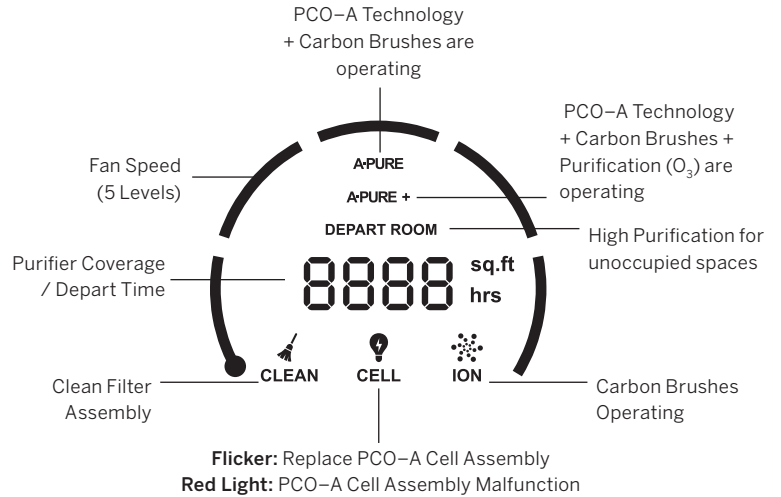 PCO–A Technology
+ Carbon Brushes are
operating
PCO–A Technology
+ Carbon Brushes +
Purification (O₃) are
operating
Fan Speed
(5 Levels)
A•PURE
A•PURE +
DEPART ROOM
High Purification for
unoccupied spaces
Purifier Coverage
/ Depart Time
8888 sq.ft
hrs
CLEAN CELL ION
Clean Filter
Assembly
Carbon Brushes
Operating
Flicker: Replace PCO–A Cell Assembly
Red Light: PCO–A Cell Assembly Malfunction